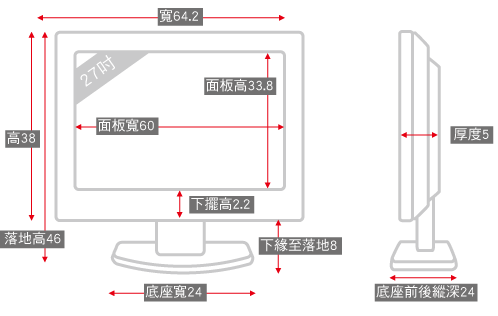 寬64.2
27吋
面板高33.8
面板寬60
高38
厚度5
下擺高2.2
落地高46
下緣至落地8
底座寬24
底座前後縱深24